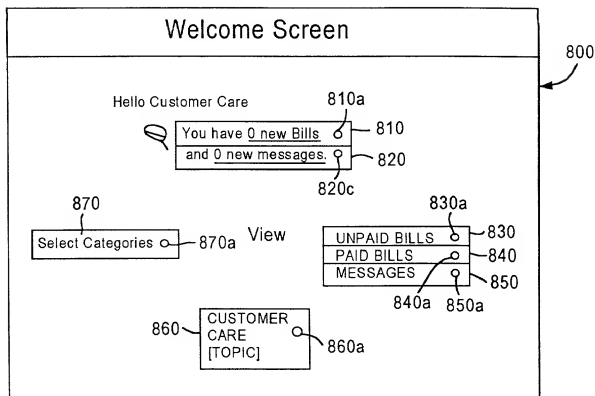 Welcome Screen
800
Hello Customer Care
810a
You have 0 new Bills
810
and 0 new messages.
820
820c
870
Select Categories
870a
View
830a
UNPAID BILLS
830
PAID BILLS
840
MESSAGES
850
840a
850a
860
CUSTOMER
CARE
[TOPIC]
860a